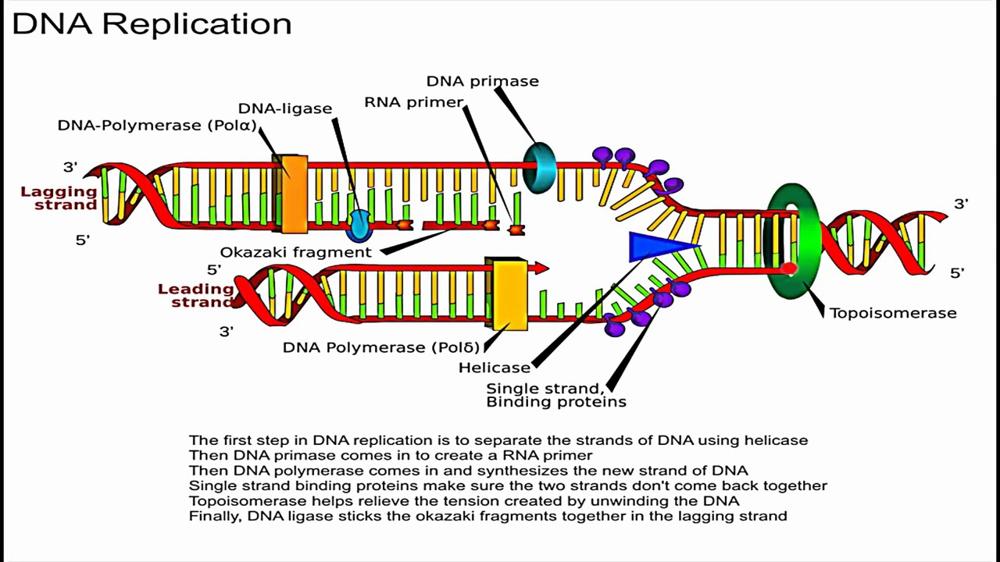 DNA Replication
DNA primase
RNA primer
DNA-ligase
DNA-Polymerase (Polα)
3'
Lagging
strand
5'
3'
5'
Okazaki fragment
5'
Leading
strand
3'
Topoisomerase
DNA Polymerase (Polδ)
Helicase
Single strand,
Binding proteins
The first step in DNA replication is to separate the strands of DNA using helicase
Then DNA primase comes in to create a RNA primer
Then DNA polymerase comes in and synthesizes the new strand of DNA
Single strand binding proteins make sure the two strands don't come back together
Topoisomerase helps relieve the tension created by unwinding the DNA
Finally, DNA ligase sticks the okazaki fragments together in the lagging strand